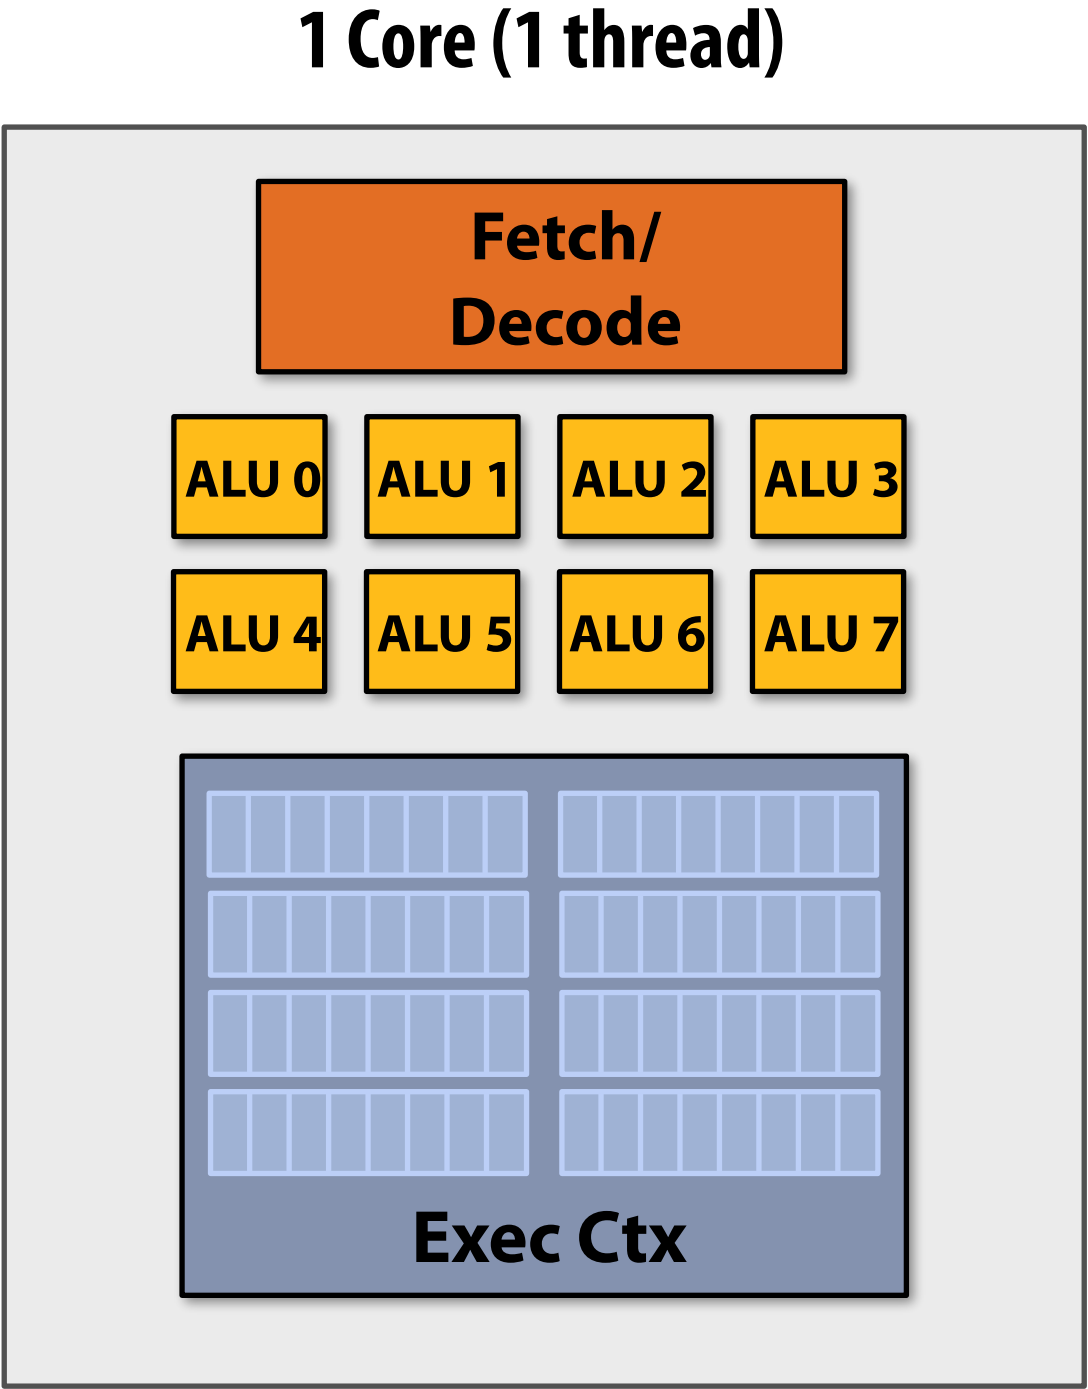 1 Core (1 thread)
Fetch/
Decode
ALU 0 ALU 1 ALU 2 ALU 3
ALU 4 ALU 5 ALU 6 ALU 7
Exec Ctx